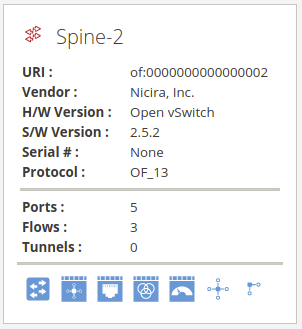 Spine-2
URI : of:0000000000000002
Vendor : Nicira, Inc.
H/W Version : Open vSwitch
S/W Version : 2.5.2
Serial # : None
Protocol : OF_13
Ports : 5
Flows : 3
Tunnels : 0